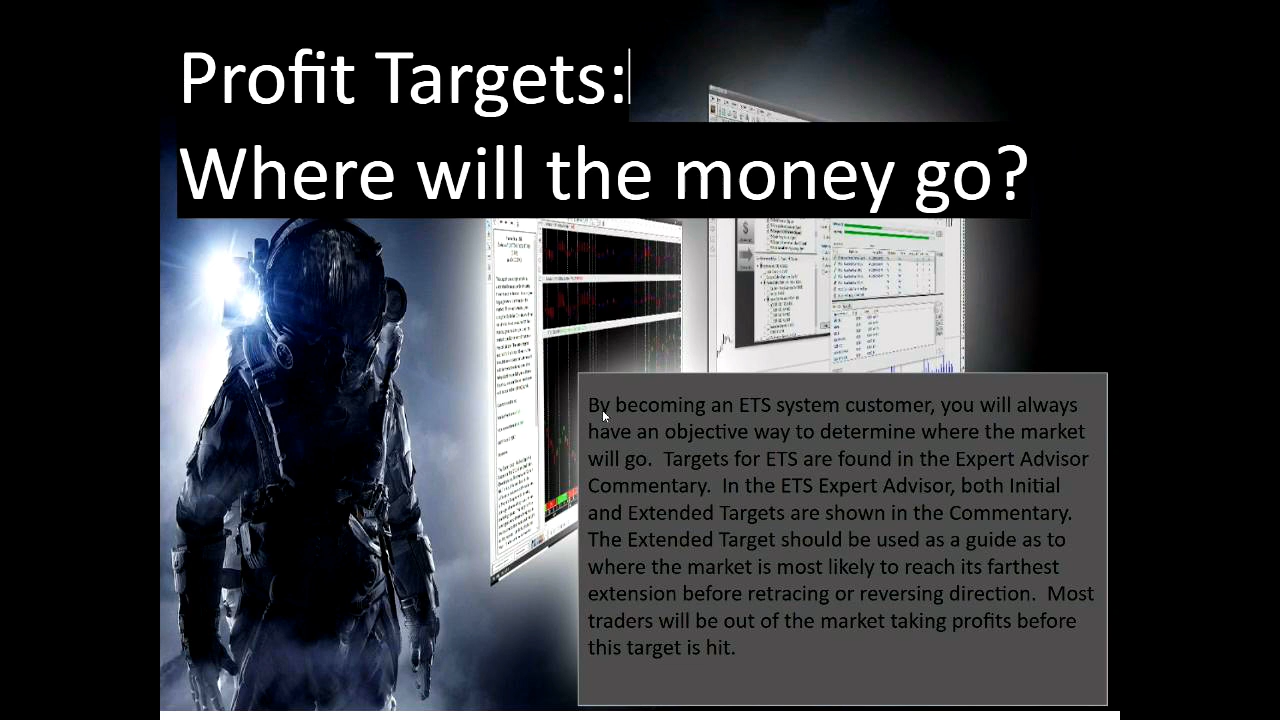 Profit Targets:
Where will the money go?
By becoming an ETS system customer, you will always
have an objective way to determine where the market
will go.  Targets for ETS are found in the Expert Advisor
Commentary.  In the ETS Expert Advisor, both Initial
and Extended Targets are shown in the Commentary.
The Extended Target should be used as a guide as to
where the market is most likely to reach its farthest
extension before retracing or reversing direction.  Most
traders will be out of the market taking profits before
this target is hit.